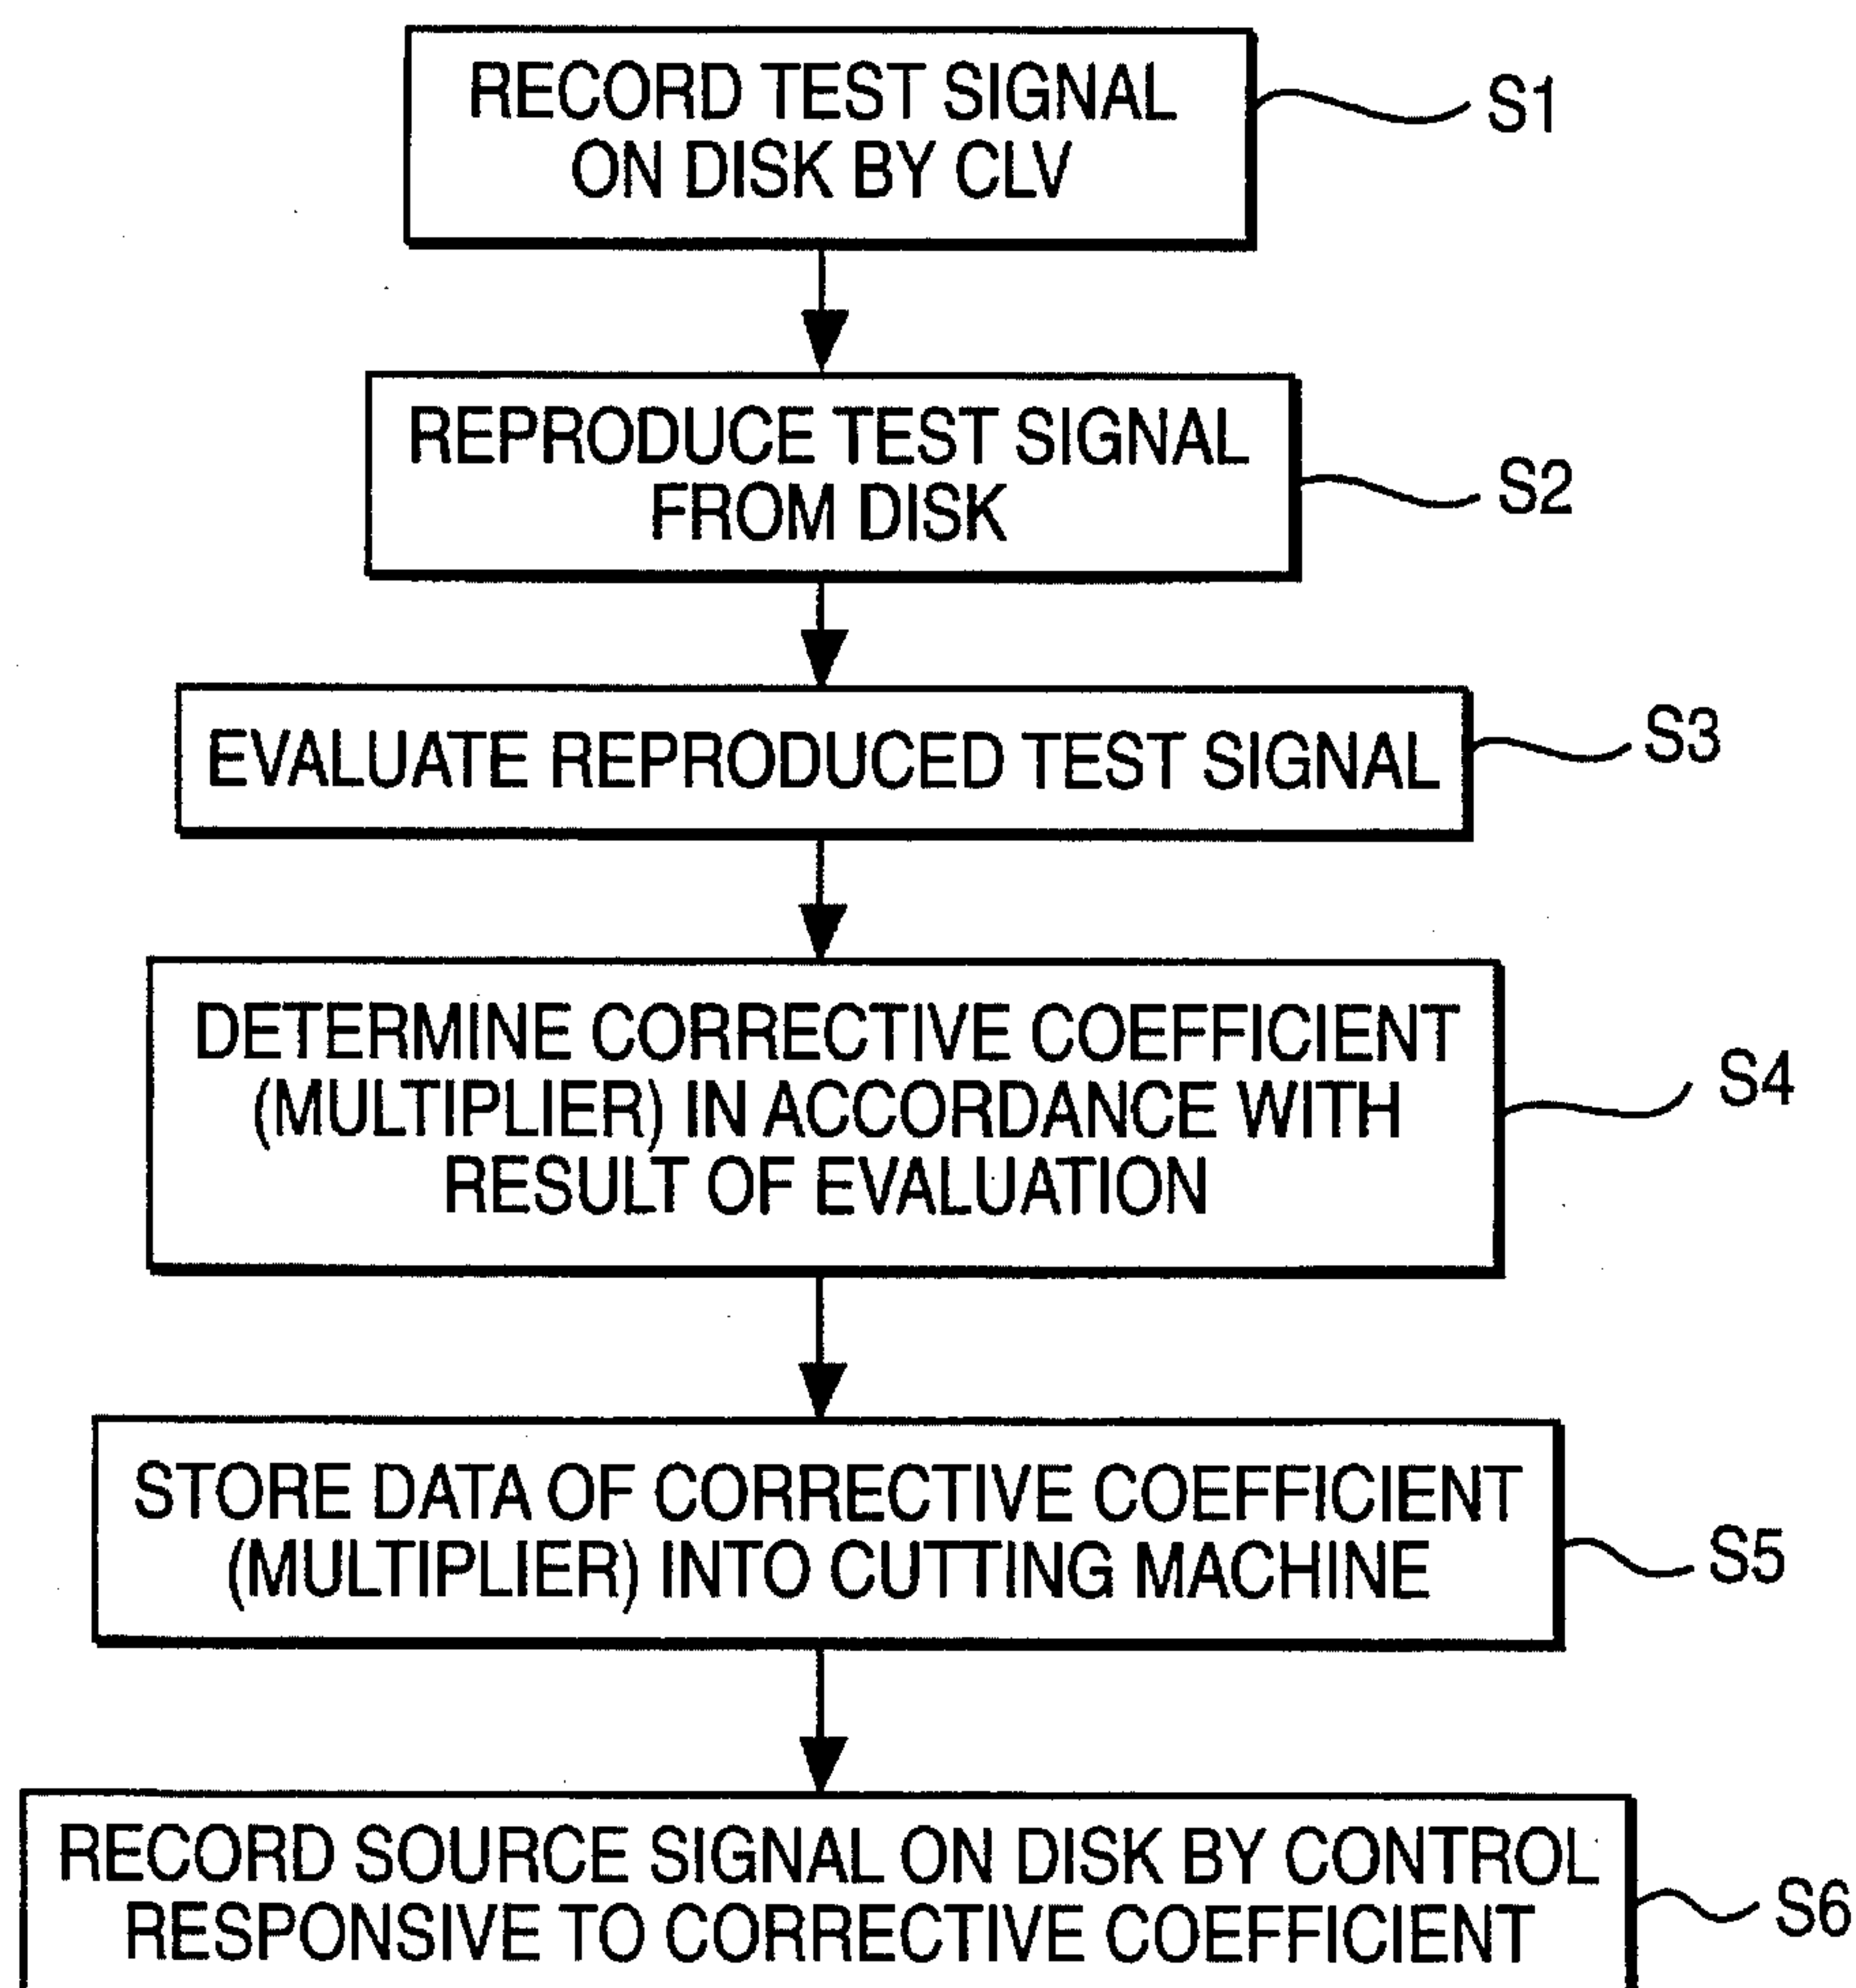 RECORD TEST SIGNAL
ON DISK BY CLV
S1
REPRODUCE TEST SIGNAL
FROM DISK
S2
EVALUATE REPRODUCED TEST SIGNAL
S3
DETERMINE CORRECTIVE COEFFICIENT
(MULTIPLIER) IN ACCORDANCE WITH
RESULT OF EVALUATION
S4
STORE DATA OF CORRECTIVE COEFFICIENT
(MULTIPLIER) INTO CUTTING MACHINE
S5
RECORD SOURCE SIGNAL ON DISK BY CONTROL
RESPONSIVE TO CORRECTIVE COEFFICIENT
S6